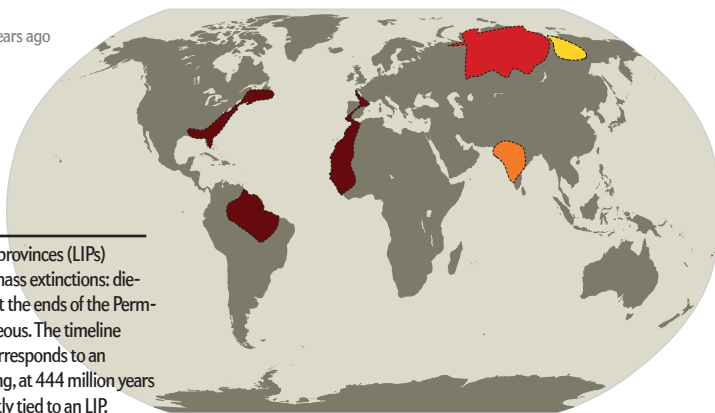 ears ago
provinces (LIPs)
mass extinctions: die-
t the ends of the Perm-
eous. The timeline
rresponds to an
ng, at 444 million years
tly tied to an LIP.